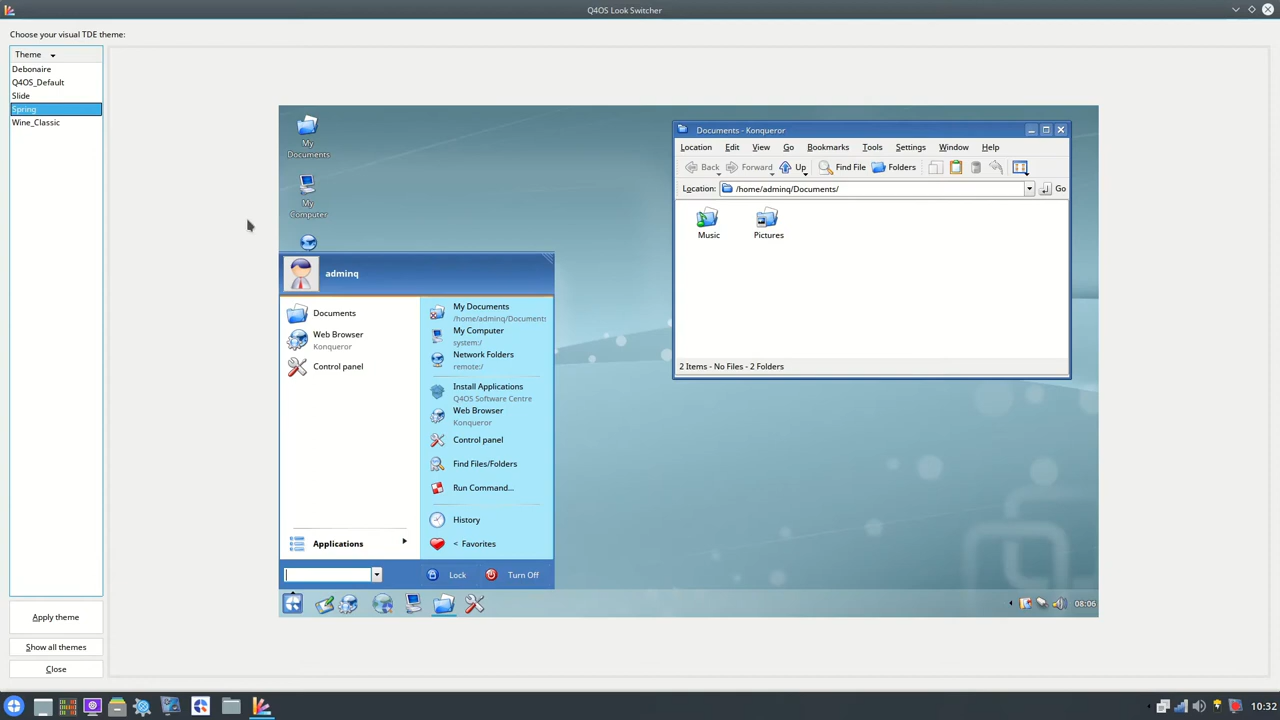 Q4OS Look Switcher
Choose your visual TDE theme:
Theme
Debonaire
Q4OS_Default
Slide
Spring
Wine_Classic
Apply theme
Show all themes
Close
My
Documents
My
Computer
Documents - Konqueror
Location Edit View Go Bookmarks Tools Settings Window Help
Back Forward Up Find File Folders
Location: /home/adminq/Documents/ Go
Music Pictures
2 Items - No Files - 2 Folders
adminq
Documents
Web Browser
Konqueror
Control panel
Applications
My Documents
/home/adminq/Documents
My Computer
system:/
Network Folders
remote:/
Install Applications
Q4OS Software Centre
Web Browser
Konqueror
Control panel
Find Files/Folders
Run Command...
History
< Favorites
Lock Turn Off
08:06
10:32